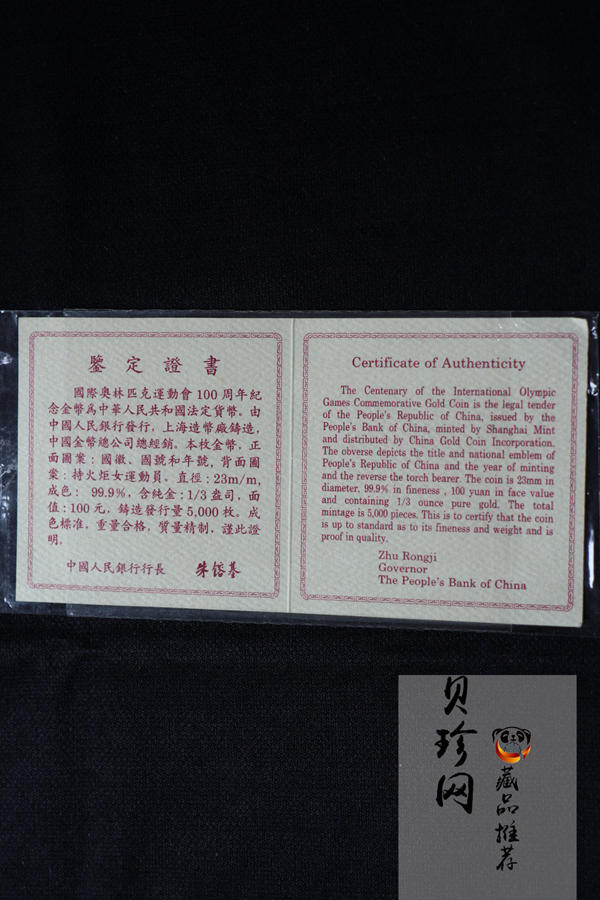 鑒定證書
國際奧林匹克運動會100周年紀
念金幣爲中華人民共和國法定貨幣。由
中國人民銀行發行，上海造幣廠鑄造，
中國金幣總公司總經銷。本枚金幣，正
面圖案：國徽、國號和年號，背面圖
案：持火炬女運動員。直徑：23m/m，
成色： 99.9%，含純金：1/3盎司，面
值：100元，鑄造發行量5,000枚。成
色標準，重量合格，質量精制，謹此證
明。
中國人民銀行行長 朱鎔基
Certificate of Authenticity
The Centenary of the International Olympic
Games Commemorative Gold Coin is the legal tender
of the People's Republic of China, issued by the
People's Bank of China, minted by Shanghai Mint
and distributed by China Gold Coin Incorporation.
The obverse depicts the title and national emblem of
People's Republic of China and the year of minting
and the reverse the torch bearer. The coin is 23mm in
diameter, 99.9% in fineness , 100 yuan in face value
and containing 1/3 ounce pure gold. The total
mintage is 5,000 pieces. This is to certify that the coin
is up to standard as to its fineness and weight and is
proof in quality.
Zhu Rongji
Governor
The People's Bank of China
贝珍网
藏品推荐